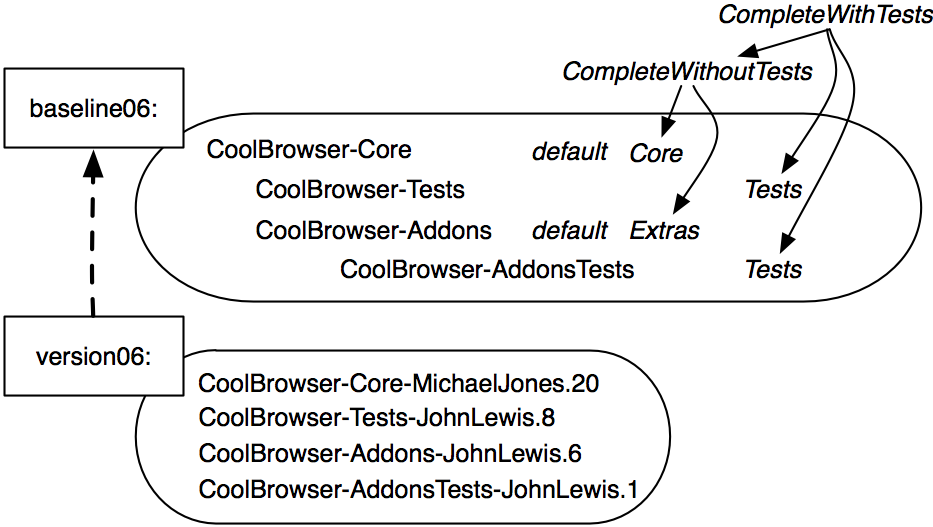 CompleteWithTests
CompleteWithoutTests
baseline06:
CoolBrowser-Core default Core
CoolBrowser-Tests Tests
CoolBrowser-Addons default Extras
CoolBrowser-AddonsTests Tests
version06:
CoolBrowser-Core-MichaelJones.20
CoolBrowser-Tests-JohnLewis.8
CoolBrowser-Addons-JohnLewis.6
CoolBrowser-AddonsTests-JohnLewis.1